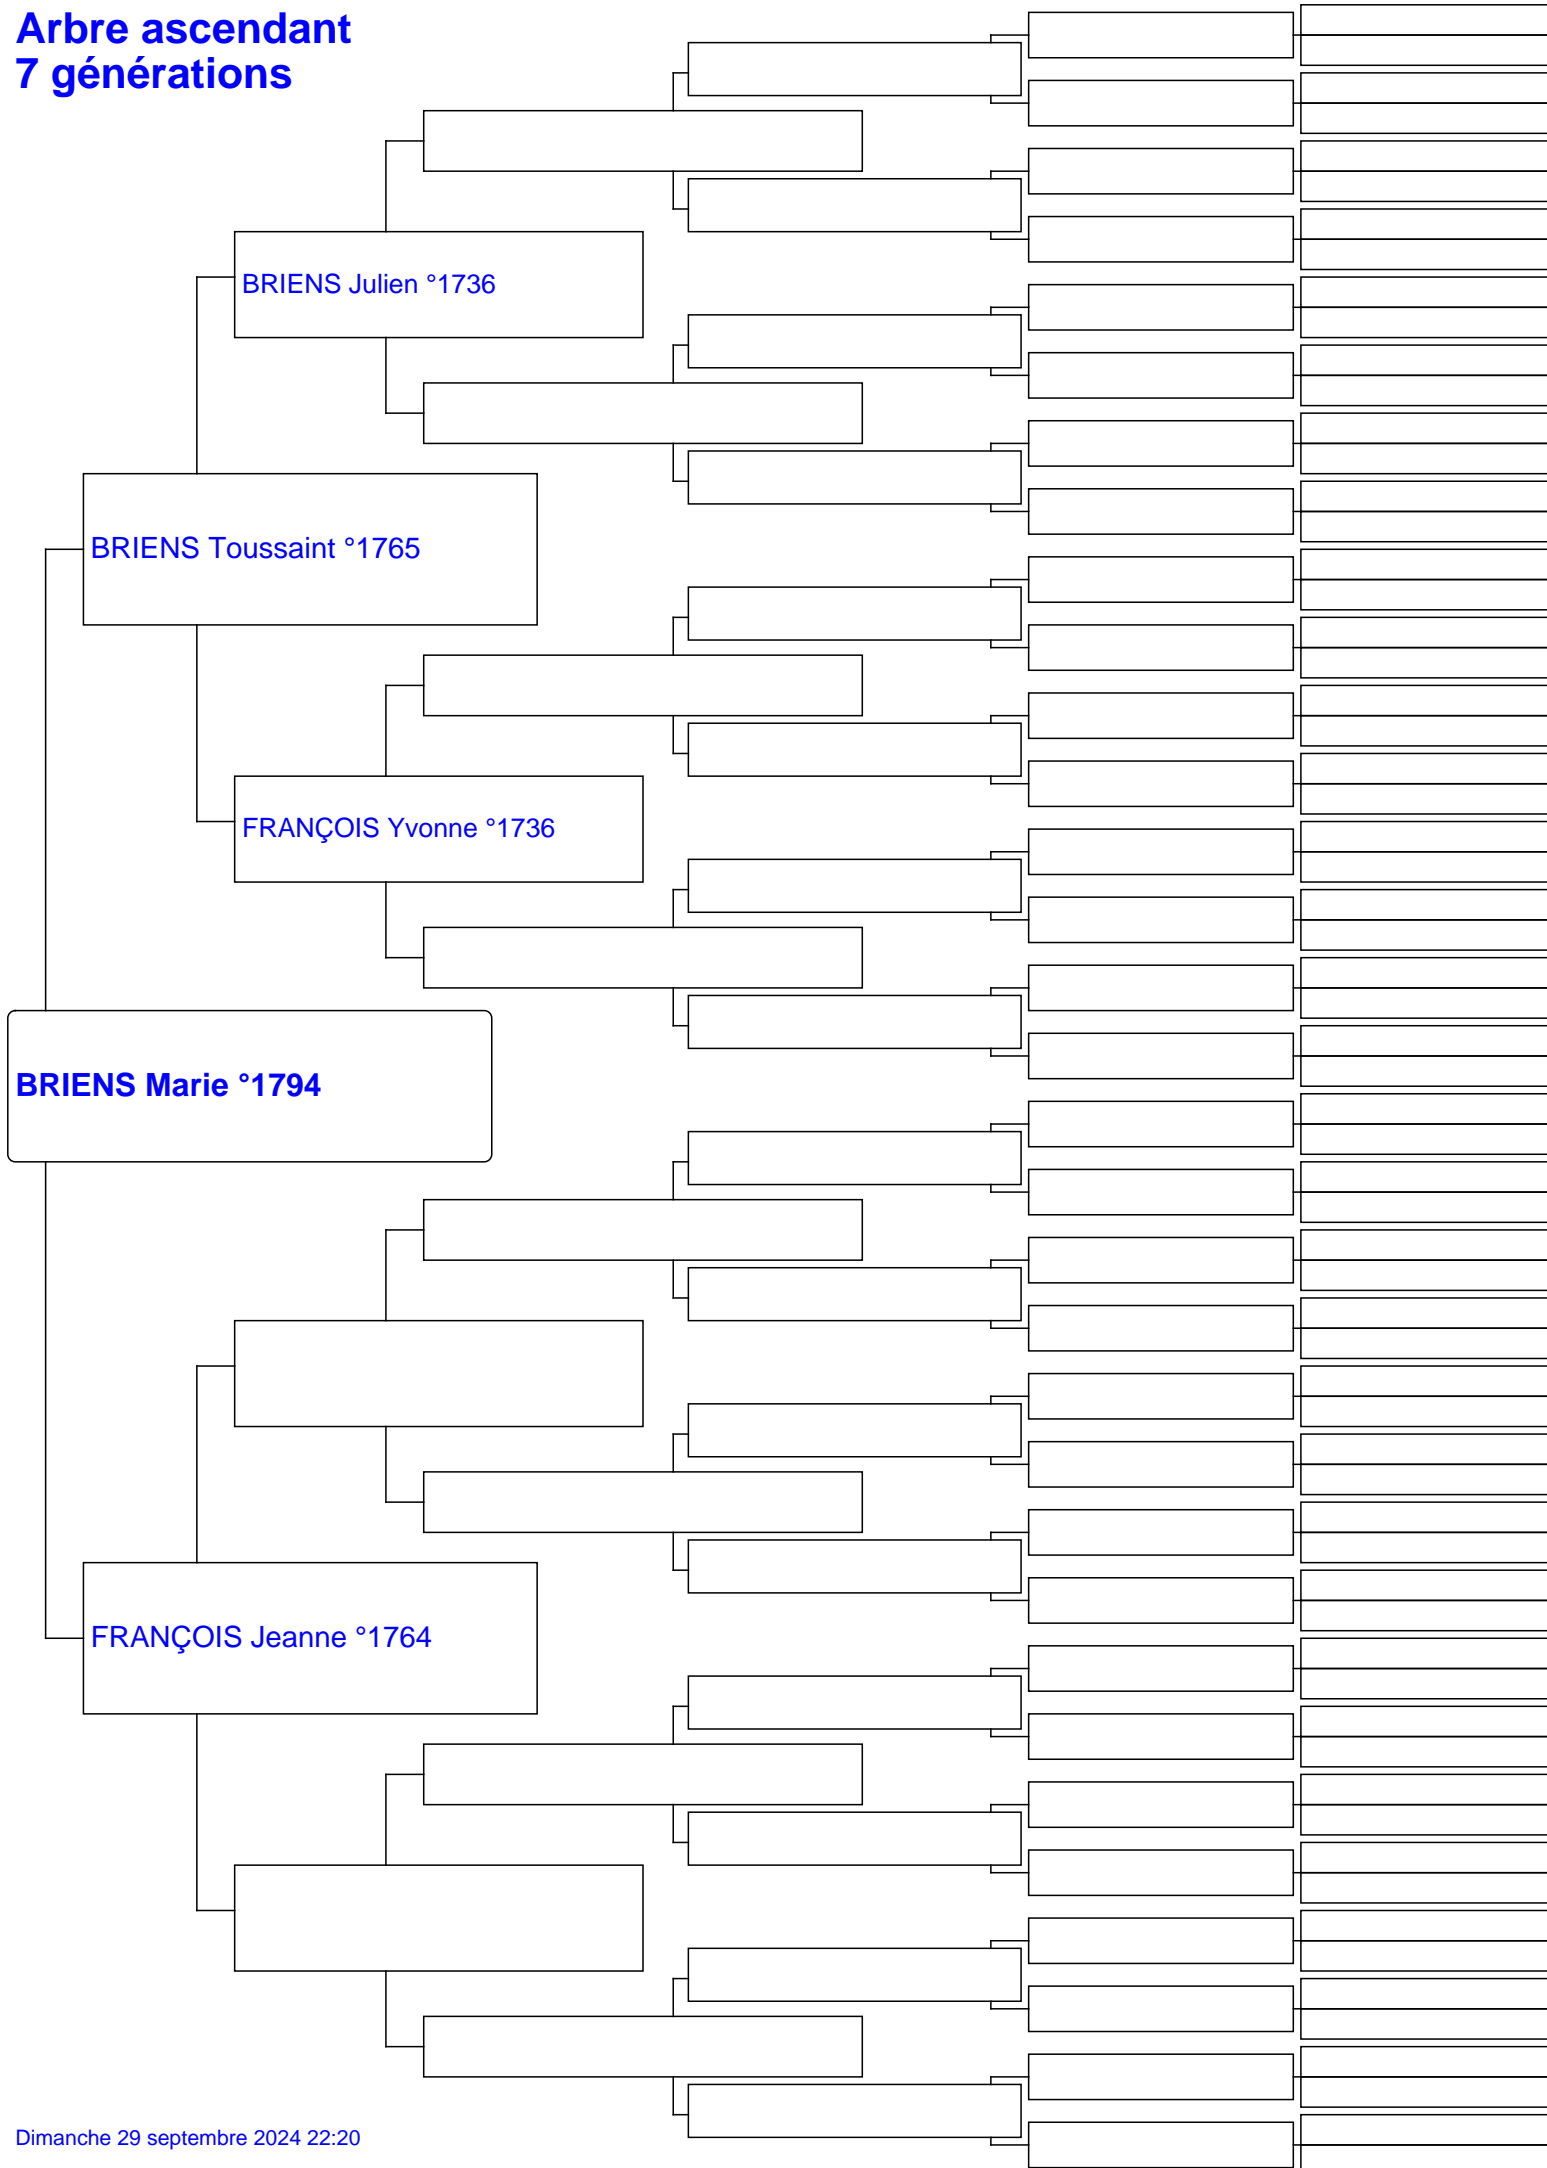 Arbre ascendant
7 générations
BRIENS Julien °1736
BRIENS Toussaint °1765
FRANÇOIS Yvonne °1736
BRIENS Marie °1794
FRANÇOIS Jeanne °1764
Dimanche 29 septembre 2024 22:20